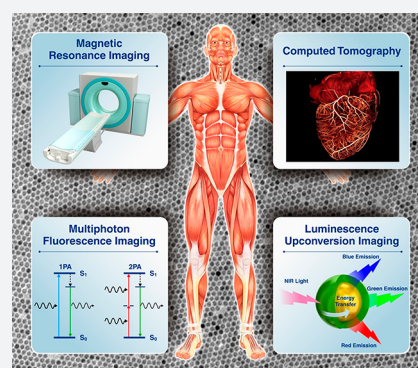 Magnetic
Resonance Imaging
Computed Tomography
Multiphoton
Fluorescence Imaging
1PA
2PA
S₁
S₁
S₀
S₀
Luminescence
Upconversion Imaging
Blue Emission
NIR Light
Green Emission
Energy
Transfer
Red Emission